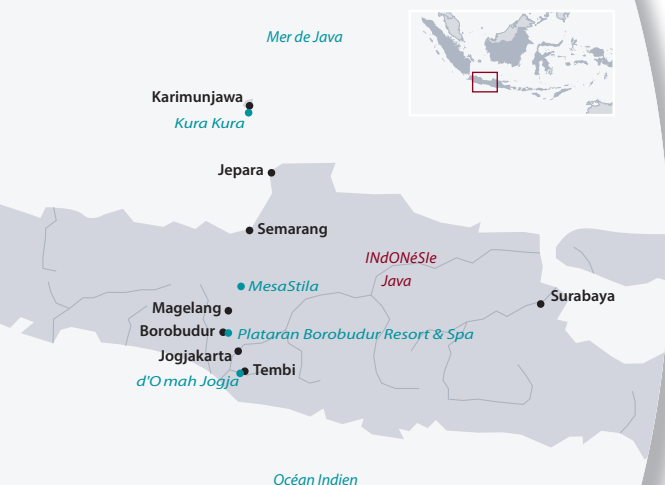 Mer de Java
Karimunjawa
Kura Kura
Jepara
Semarang
INdONéSIe
Java
MesaStila
Surabaya
Magelang
Borobudur
Plataran Borobudur Resort & Spa
Jogjakarta
Tembi
d'Omah Jogja
Océan Indien